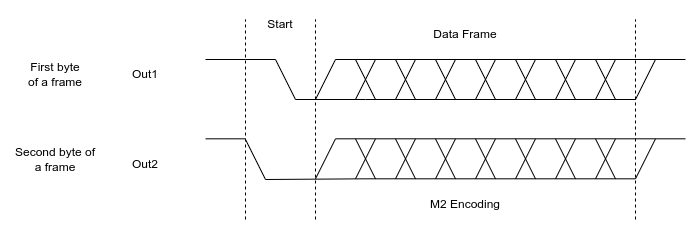 Start
Data Frame
First byte
of a frame
Out1
Second byte of
a frame
Out2
M2 Encoding